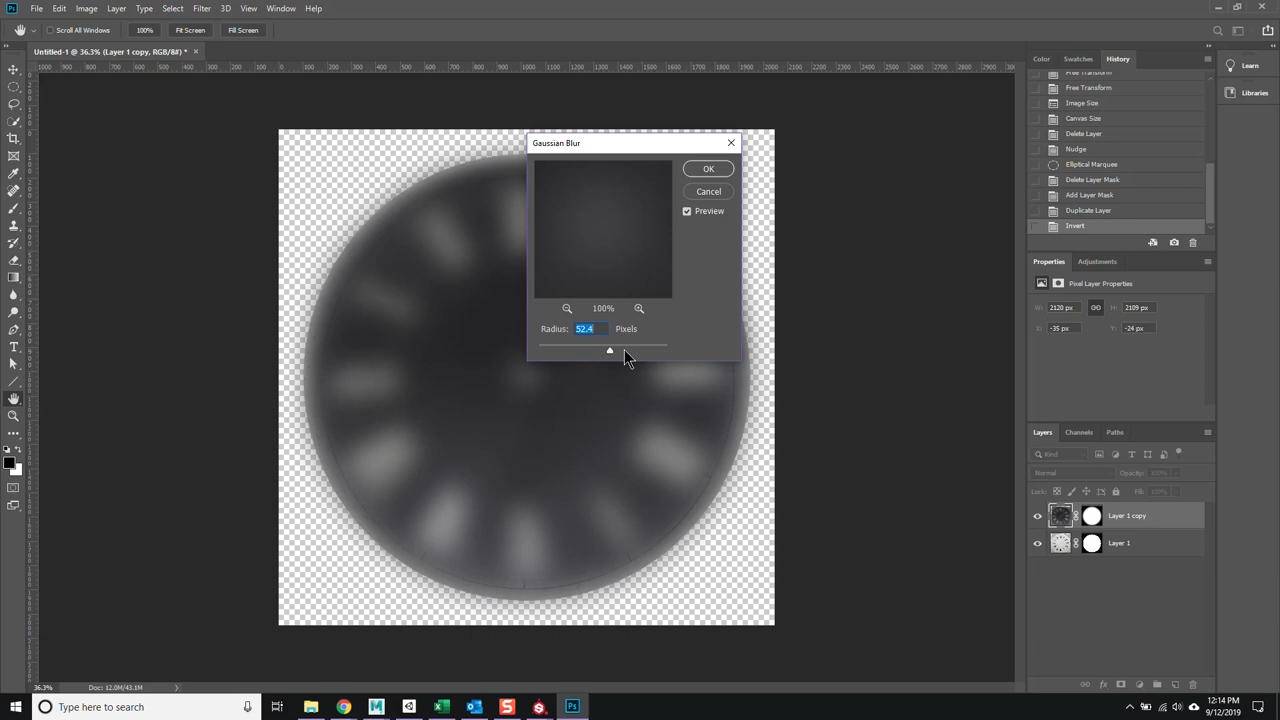 Ps File Edit Image Layer Type Select Filter 3D View Window Help
Scroll All Windows 100% Fit Screen Fill Screen
Untitled-1 @ 36.3% (Layer 1 copy, RGB/8#) * ×
Color Swatches History
Learn
Libraries
Free Transform
Free Transform
Image Size
Canvas Size
Delete Layer
Nudge
Elliptical Marquee
Delete Layer Mask
Add Layer Mask
Duplicate Layer
Invert
Gaussian Blur
OK
Cancel
Preview
100%
Radius: 52.4 Pixels
Properties Adjustments
Pixel Layer Properties
W: 2120 px H: 2109 px
X: -35 px Y: -24 px
Layers Channels Paths
Kind
Normal Opacity: 100%
Lock: Fill: 100%
Layer 1 copy
Layer 1
36.3% Doc: 12.0M/43.1M
Type here to search
12:14 PM
9/12/2019